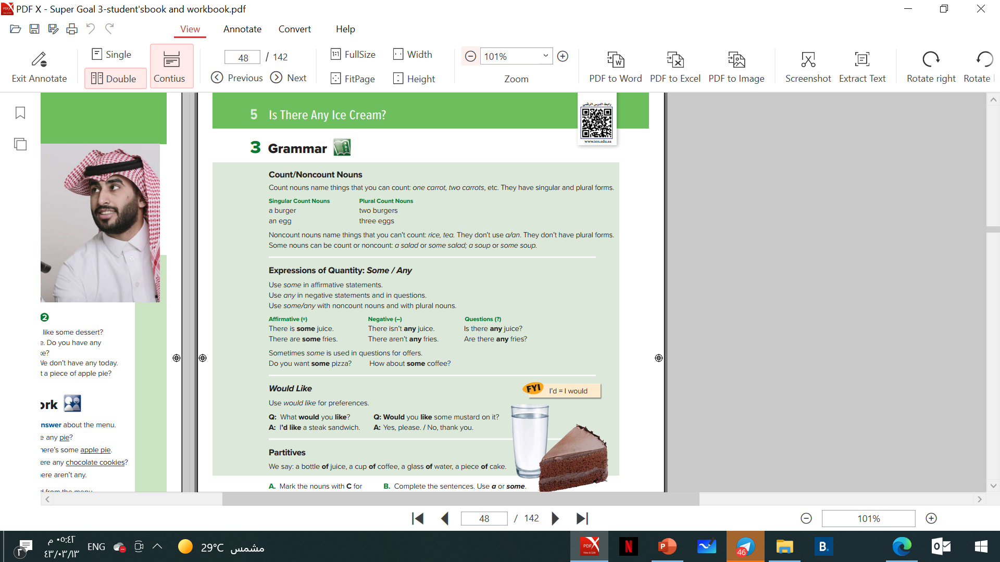 PDF X - Super Goal 3-student'sbook and workbook.pdf
View Annotate Convert Help
Exit Annotate
Single
Double
Contius
48 / 142
Previous Next
FullSize
FitPage
Width
Height
101%
Zoom
PDF to Word
PDF to Excel
PDF to Image
Screenshot
Extract Text
Rotate right
Rotate
2
like some dessert?
e. Do you have any
ke?
We don't have any today.
t a piece of apple pie?
ork
nswer about the menu.
e any pie?
here's some apple pie.
ere any chocolate cookies?
ere aren't any.
d from the menu
5 Is There Any Ice Cream?
رابط الدرس الرقمي
www.ien.edu.sa
3 Grammar
abc
Count/Noncount Nouns
Count nouns name things that you can count: one carrot, two carrots, etc. They have singular and plural forms.
Singular Count Nouns Plural Count Nouns
a burger two burgers
an egg three eggs
Noncount nouns name things that you can't count: rice, tea. They don't use a/an. They don't have plural forms.
Some nouns can be count or noncount: a salad or some salad; a soup or some soup.
Expressions of Quantity: Some / Any
Use some in affirmative statements.
Use any in negative statements and in questions.
Use some/any with noncount nouns and with plural nouns.
Affirmative (+) Negative (–) Questions (?)
There is some juice. There isn't any juice. Is there any juice?
There are some fries. There aren't any fries. Are there any fries?
Sometimes some is used in questions for offers.
Do you want some pizza? How about some coffee?
Would Like
FYI I'd = I would
Use would like for preferences.
Q: What would you like? Q: Would you like some mustard on it?
A: I'd like a steak sandwich. A: Yes, please. / No, thank you.
Partitives
We say: a bottle of juice, a cup of coffee, a glass of water, a piece of cake.
A. Mark the nouns with C for B. Complete the sentences. Use a or some.
48 / 142
101%
٠٥:٤٢ م
٤٣/٠٣/١٣
٢
ENG
29°C مشمس
PDF X
View & Edit
N
P
46
B.
O